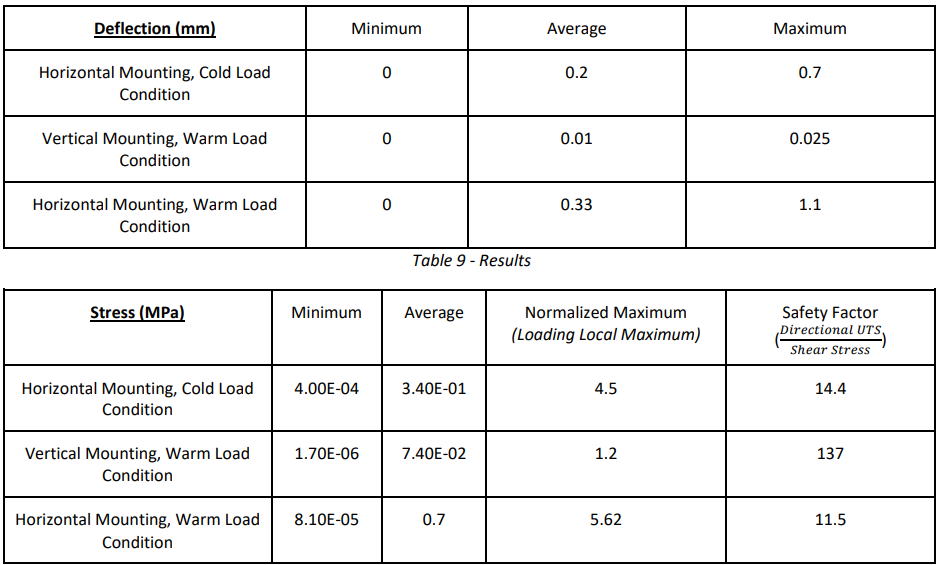 Deflection (mm) Minimum Average Maximum
Horizontal Mounting, Cold Load 0 0.2 0.7
Condition
Vertical Mounting, Warm Load 0 0.01 0.025
Condition
Horizontal Mounting, Warm Load 0 0.33 1.1
Condition
Table 9 - Results
Stress (MPa) Minimum Average Normalized Maximum Safety Factor
(Loading Local Maximum) (Directional UTS
Shear Stress)
Horizontal Mounting, Cold Load 4.00E-04 3.40E-01 4.5 14.4
Condition
Vertical Mounting, Warm Load 1.70E-06 7.40E-02 1.2 137
Condition
Horizontal Mounting, Warm Load 8.10E-05 0.7 5.62 11.5
Condition